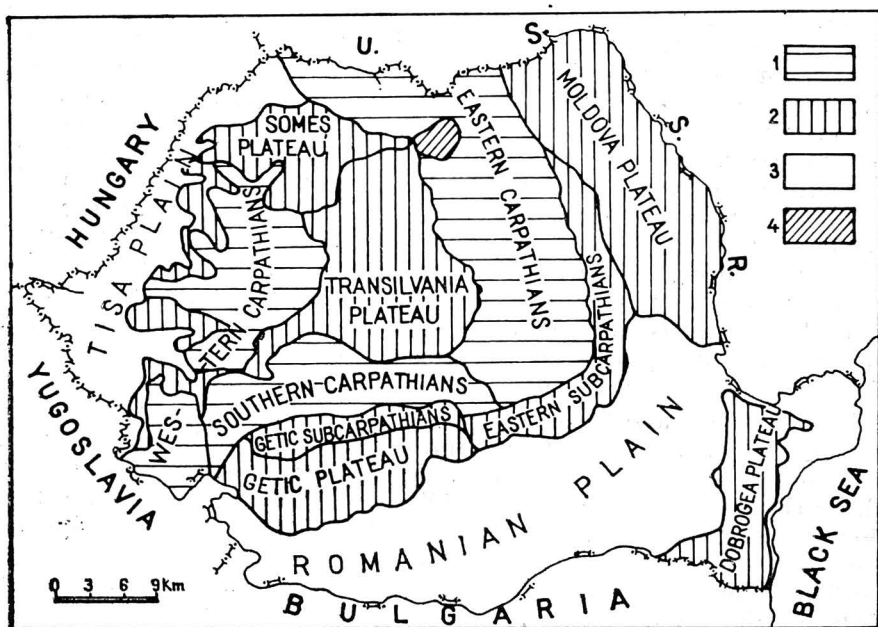 U. S. S. R.
1
2
3
4
HUNGARY
TISA PLAIN
SOMES
PLATEAU
EASTERN CARPATHIANS
MOLDOVA PLATEAU
WES-
TERN CARPATHIANS
TRANSILVANIA
PLATEAU
EASTERN SUBCARPATHIANS
SOUTHERN-CARPATHIANS
GETIC SUBCARPATHIANS
GETIC PLATEAU
YUGOSLAVIA
ROMANIAN PLAIN
DOBROGEA PLATEAU
BLACK SEA
0 3 6 9Km
BULGARIA